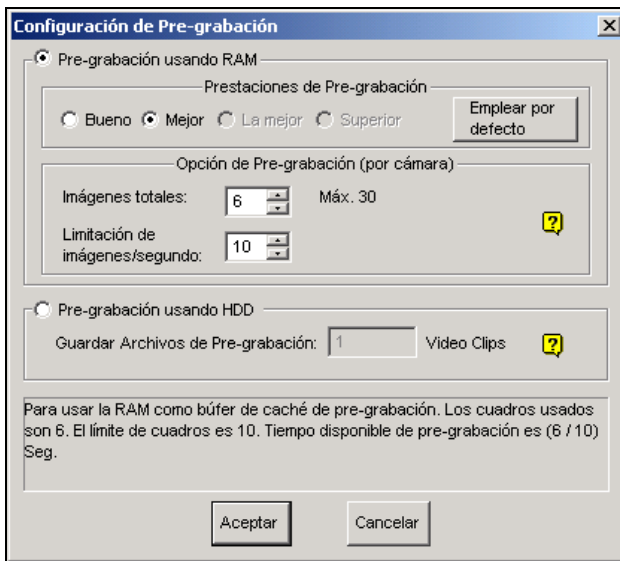 Configuración de Pre-grabación
Pre-grabación usando RAM
Prestaciones de Pre-grabación
Bueno Mejor La mejor Superior
Emplear por
defecto
Opción de Pre-grabación (por cámara)
Imágenes totales: 6 Máx. 30
Limitación de
imágenes/segundo: 10
Pre-grabación usando HDD
Guardar Archivos de Pre-grabación: 1 Video Clips
Para usar la RAM como búfer de caché de pre-grabación. Los cuadros usados
son 6. El límite de cuadros es 10. Tiempo disponible de pre-grabación es (6 / 10)
Seg.
Aceptar Cancelar